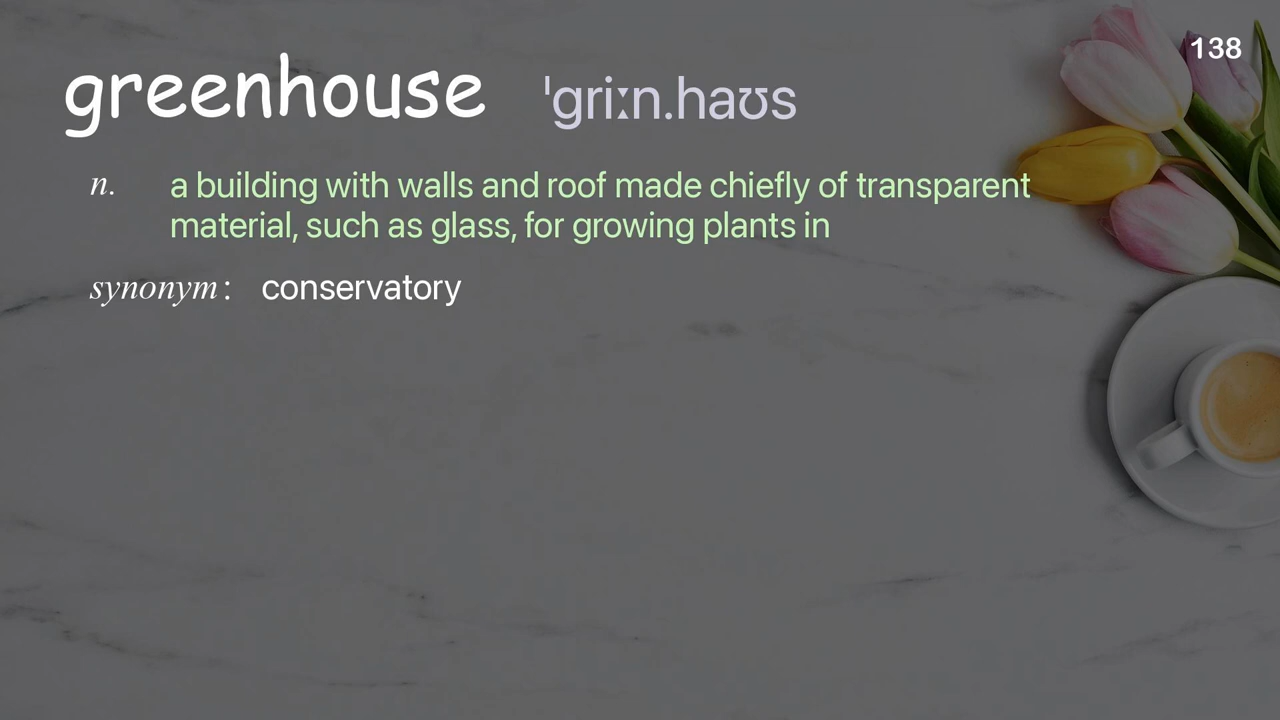 138
greenhouse ˈɡriːn.haʊs
n. a building with walls and roof made chiefly of transparent
material, such as glass, for growing plants in
synonym: conservatory